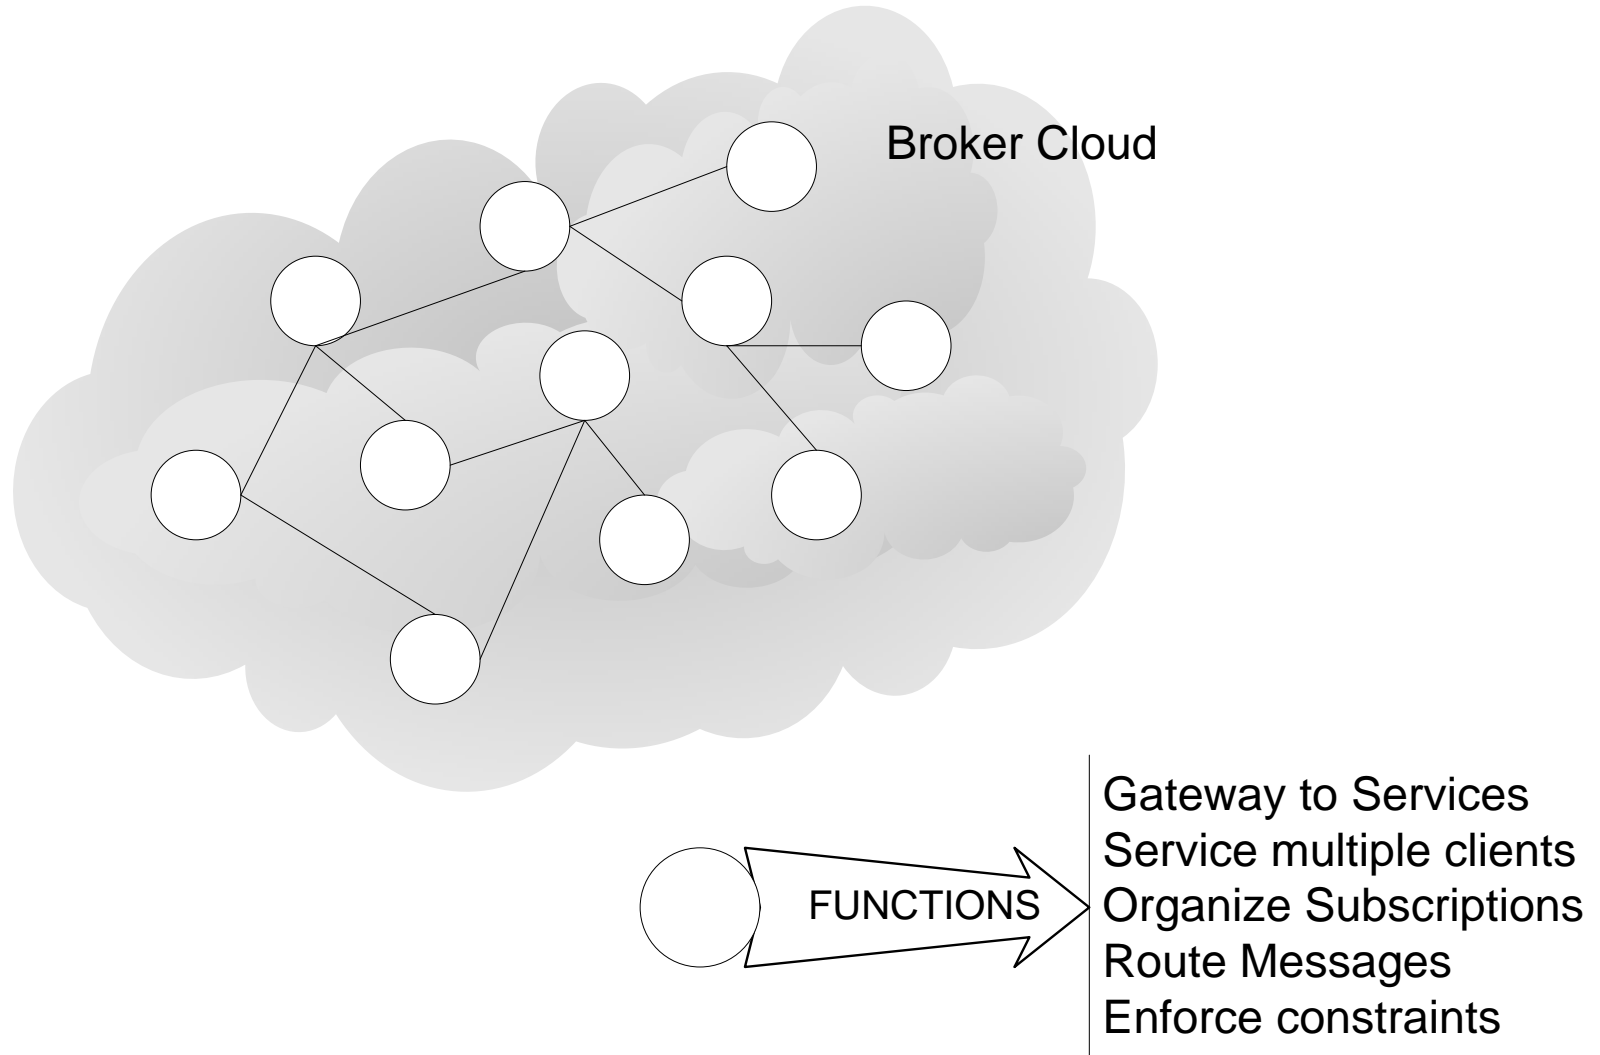 Broker Cloud
FUNCTIONS
Gateway to Services
Service multiple clients
Organize Subscriptions
Route Messages
Enforce constraints